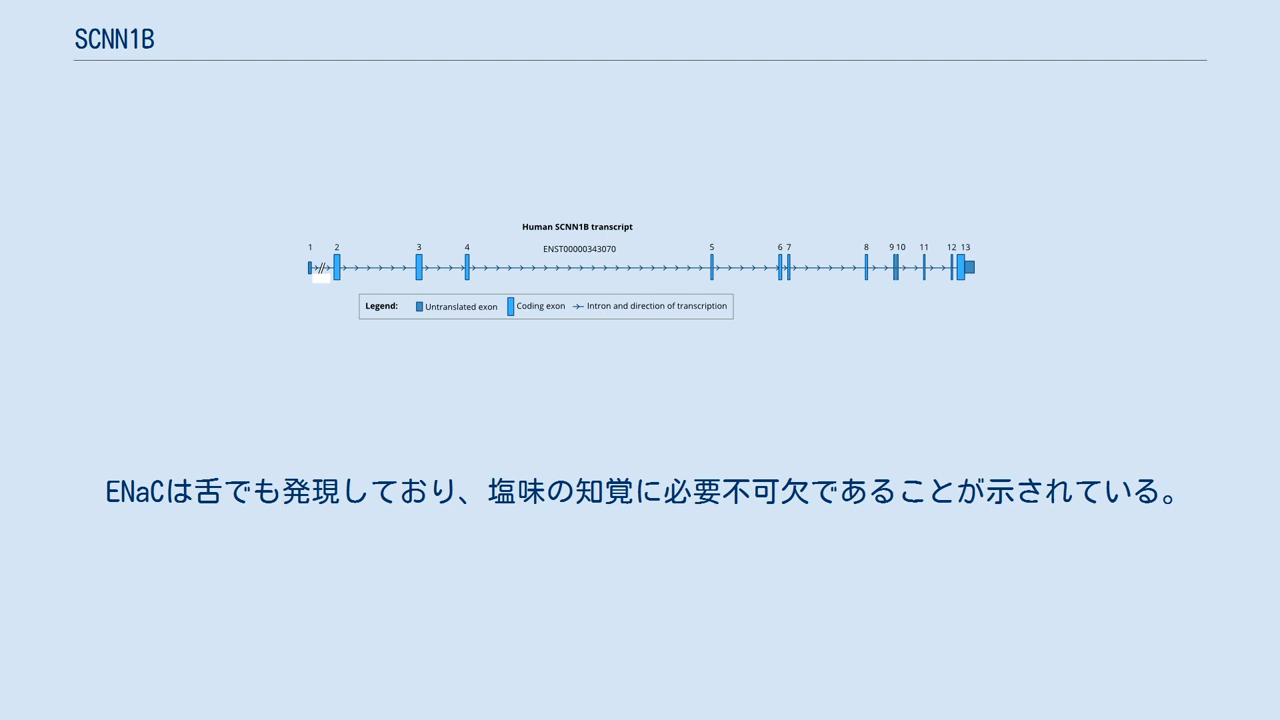 SCNN1B
Human SCNN1B transcript
ENST00000343070
1 2 3 4 5 6 7 8 9 10 11 12 13
Legend: Untranslated exon Coding exon Intron and direction of transcription
ENaCは舌でも発現しており、塩味の知覚に必要不可欠であることが示されている。